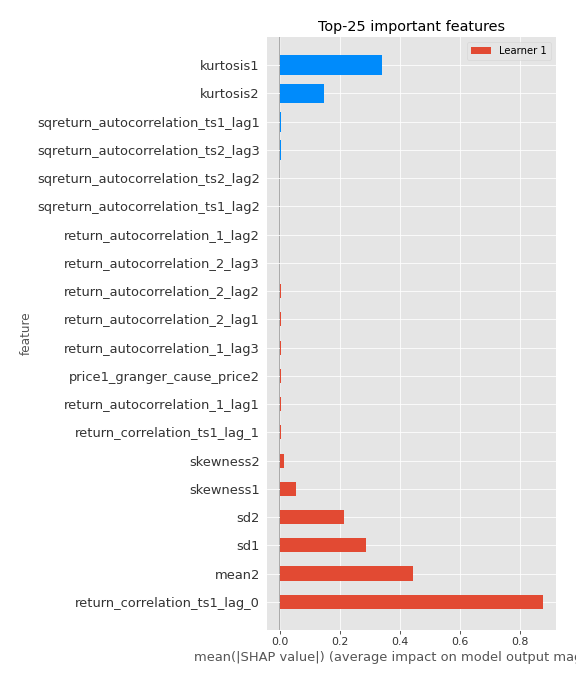 Top-25 important features
Learner 1
kurtosis1
kurtosis2
sqreturn_autocorrelation_ts1_lag1
sqreturn_autocorrelation_ts2_lag3
sqreturn_autocorrelation_ts2_lag2
sqreturn_autocorrelation_ts1_lag2
return_autocorrelation_1_lag2
return_autocorrelation_2_lag3
return_autocorrelation_2_lag2
return_autocorrelation_2_lag1
return_autocorrelation_1_lag3
price1_granger_cause_price2
return_autocorrelation_1_lag1
return_correlation_ts1_lag_1
skewness2
skewness1
sd2
sd1
mean2
return_correlation_ts1_lag_0
feature
0.0 0.2 0.4 0.6 0.8
mean(|SHAP value|) (average impact on model output mag